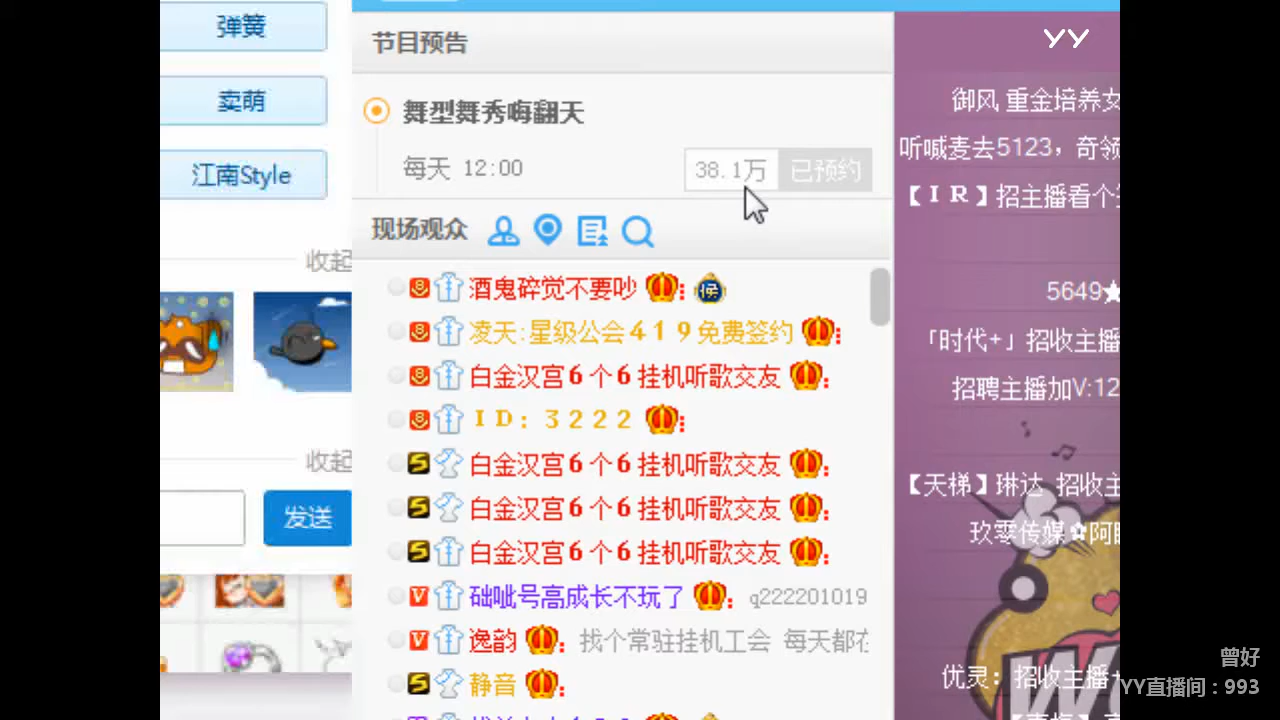 弹簧
卖萌
江南Style
收起
收起
发送
节目预告
舞型舞秀嗨翻天
每天 12:00
38.1万 已预约
现场观众
酒鬼碎觉不要吵 : 侯
凌天:星级公会419免费签约 :
白金汉宫6个6挂机听歌交友 :
ID:3222 :
白金汉宫6个6挂机听歌交友 :
白金汉宫6个6挂机听歌交友 :
白金汉宫6个6挂机听歌交友 :
础呲号高成长不玩了 : q222201019
逸韵 : 找个常驻挂机工会 每天都在
静音 :
YY
御风 重金培养女
听喊麦去5123，奇领
【IR】招主播看个
5649★
「时代+」招收主播
招聘主播加V:12
【天梯】琳达 招收主
玖零传媒✿阿
优灵：招收主播+
曾好
YY直播间：993